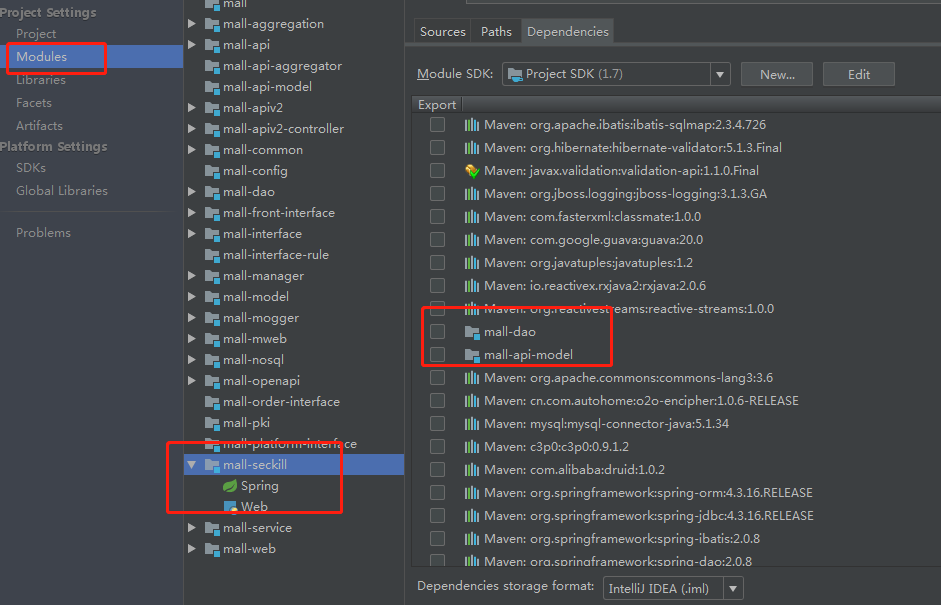 Project Settings
Project
Modules
Libraries
Facets
Artifacts
Platform Settings
SDKs
Global Libraries
Problems
mall
mall-aggregation
mall-api
mall-api-aggregator
mall-api-model
mall-apiv2
mall-apiv2-controller
mall-common
mall-config
mall-dao
mall-front-interface
mall-interface
mall-interface-rule
mall-manager
mall-model
mall-mogger
mall-mweb
mall-nosql
mall-openapi
mall-order-interface
mall-pki
mall-platform-interface
mall-seckill
Spring
Web
mall-service
mall-web
Sources Paths Dependencies
Module SDK: Project SDK (1.7) New... Edit
Export
Maven: org.apache.ibatis:ibatis-sqlmap:2.3.4.726
Maven: org.hibernate:hibernate-validator:5.1.3.Final
Maven: javax.validation:validation-api:1.1.0.Final
Maven: org.jboss.logging:jboss-logging:3.1.3.GA
Maven: com.fasterxml:classmate:1.0.0
Maven: com.google.guava:guava:20.0
Maven: org.javatuples:javatuples:1.2
Maven: io.reactivex.rxjava2:rxjava:2.0.6
Maven: org.reactivestreams:reactive-streams:1.0.0
mall-dao
mall-api-model
Maven: org.apache.commons:commons-lang3:3.6
Maven: cn.com.autohome:o2o-encipher:1.0.6-RELEASE
Maven: mysql:mysql-connector-java:5.1.34
Maven: c3p0:c3p0:0.9.1.2
Maven: com.alibaba:druid:1.0.2
Maven: org.springframework:spring-orm:4.3.16.RELEASE
Maven: org.springframework:spring-jdbc:4.3.16.RELEASE
Maven: org.springframework:spring-ibatis:2.0.8
Maven: org.springframework:spring-dao:2.0.8
Dependencies storage format: IntelliJ IDEA (.iml)